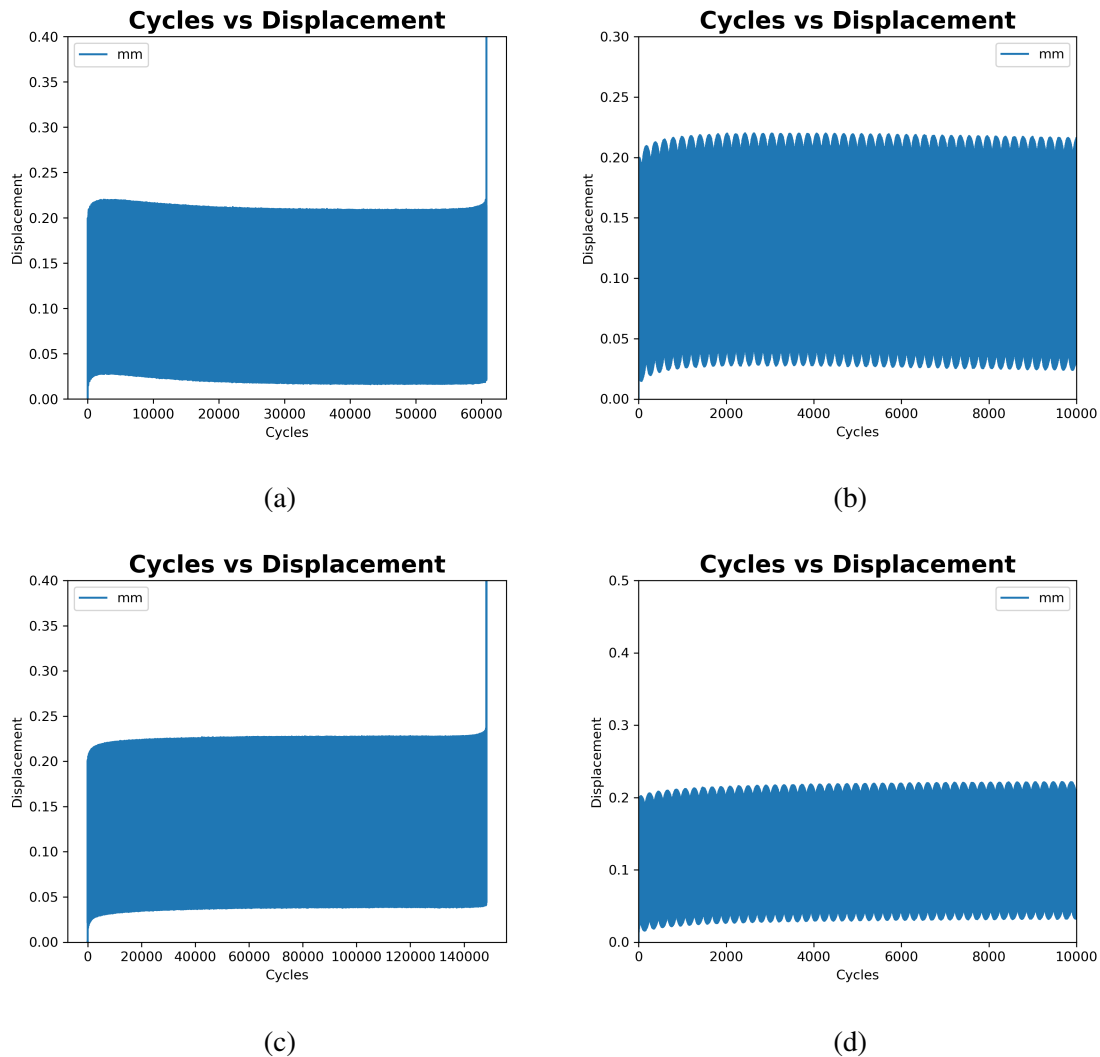 Cycles vs Displacement
0.40
0.35
0.30
0.25
0.20
0.15
0.10
0.05
0.00
Displacement
mm
0 10000 20000 30000 40000 50000 60000
Cycles
(a)
Cycles vs Displacement
0.30
0.25
0.20
0.15
0.10
0.05
0.00
Displacement
mm
0 2000 4000 6000 8000 10000
Cycles
(b)
Cycles vs Displacement
0.40
0.35
0.30
0.25
0.20
0.15
0.10
0.05
0.00
Displacement
mm
0 20000 40000 60000 80000 100000 120000 140000
Cycles
(c)
Cycles vs Displacement
0.5
0.4
0.3
0.2
0.1
0.0
Displacement
mm
0 2000 4000 6000 8000 10000
Cycles
(d)